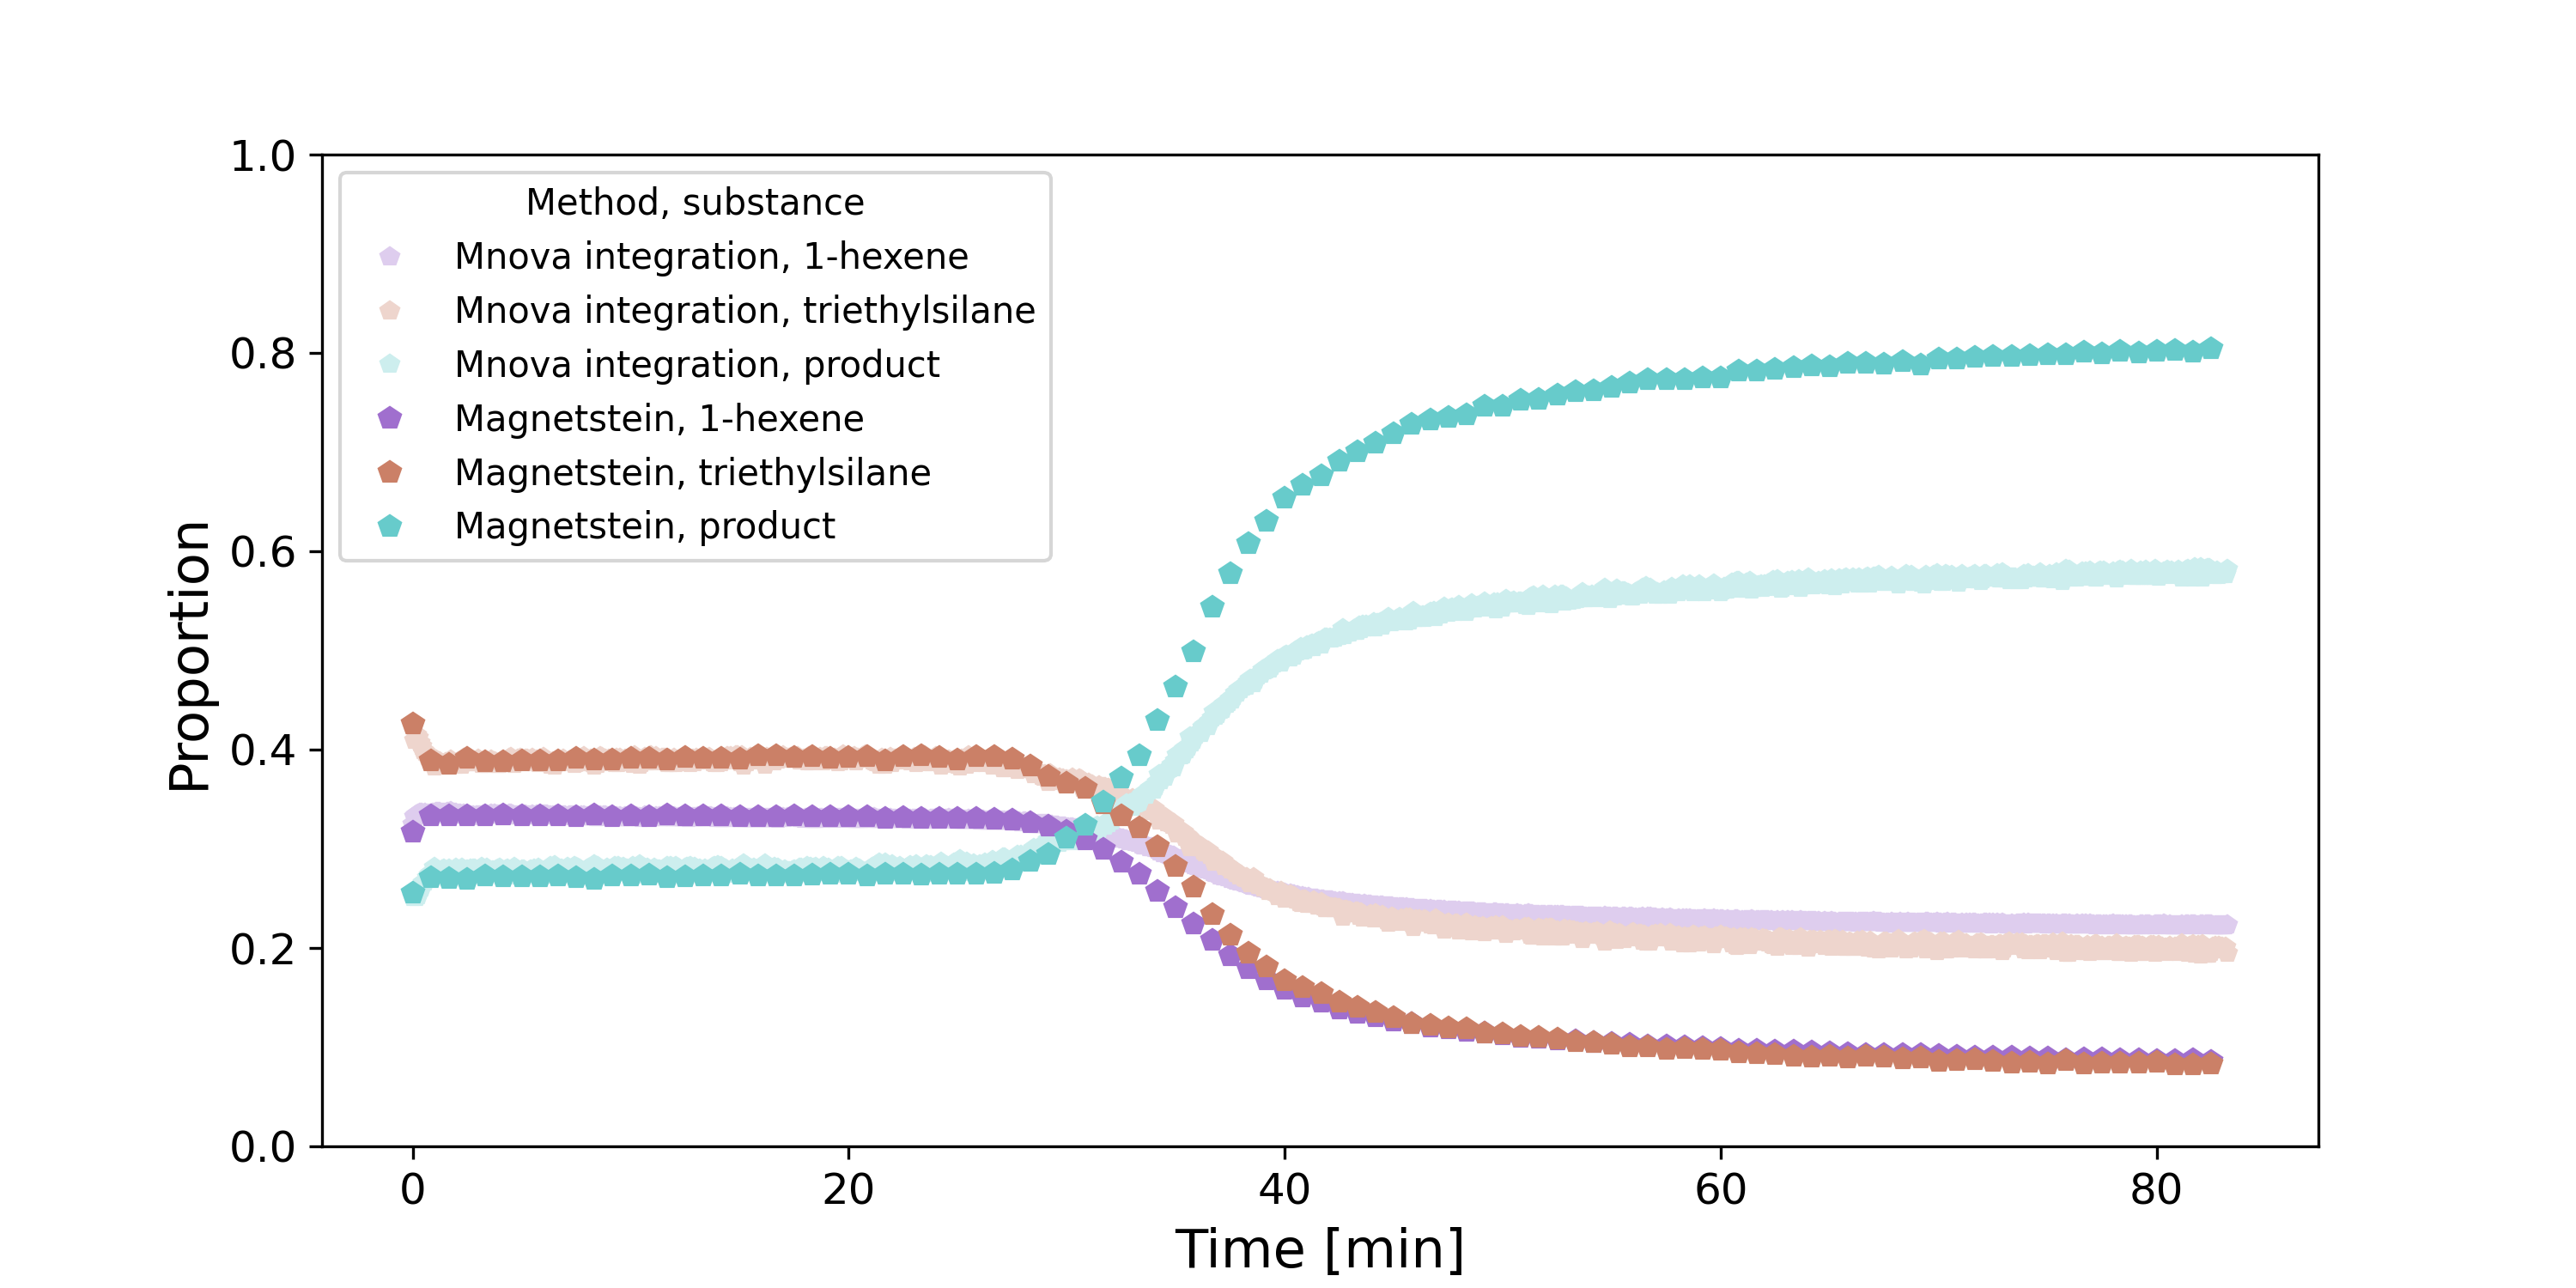 1.0
0.8
0.6
0.4
0.2
0.0
Proportion
Method, substance
Mnova integration, 1-hexene
Mnova integration, triethylsilane
Mnova integration, product
Magnetstein, 1-hexene
Magnetstein, triethylsilane
Magnetstein, product
0 20 40 60 80
Time [min]